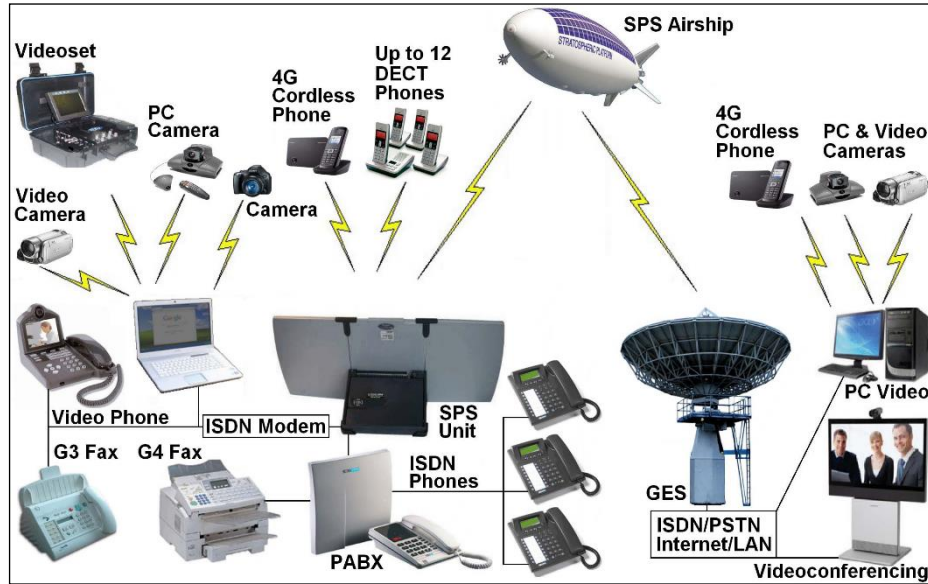 SPS Airship
STRATOSPHERIC PLATFORM
Videoset
Up to 12
DECT
Phones
4G
Cordless
Phone
PC
Camera
4G
Cordless
Phone
PC & Video
Cameras
Video
Camera
Camera
Google
Video Phone
ISDN Modem
SPS
Unit
PC Video
G3 Fax
G4 Fax
ISDN
Phones
GES
ISDN/PSTN
Internet/LAN
PABX
Videoconferencing